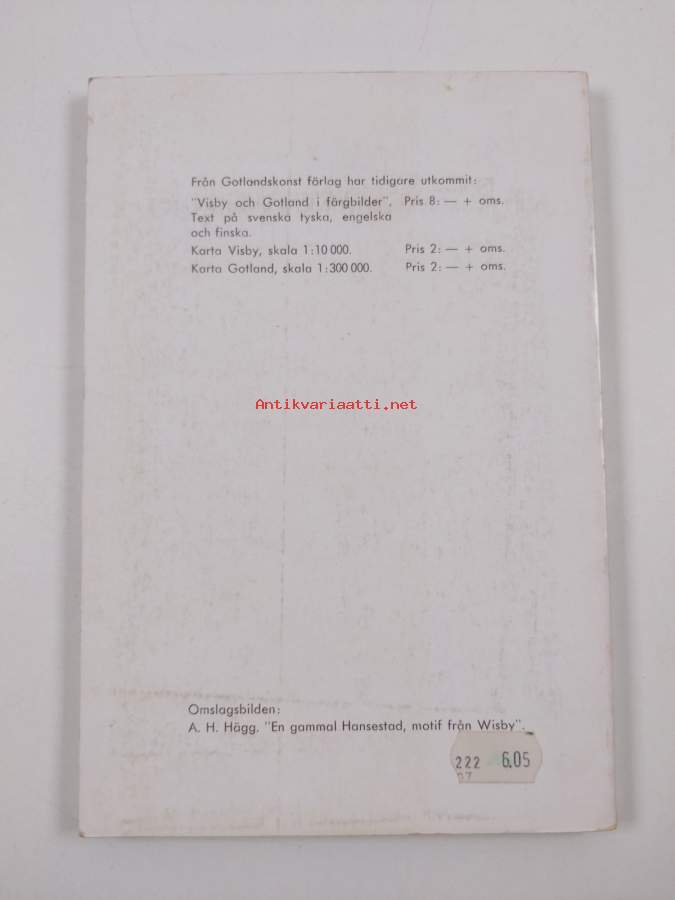 Från Gotlandskonst förlag har tidigare utkommit:
"Visby och Gotland i färgbilder". Pris 8: — + oms.
Text på svenska tyska, engelska
och finska.
Karta Visby, skala 1:10 000. Pris 2: — + oms.
Karta Gotland, skala 1:300 000. Pris 2: — + oms.
Antikvariaatti.net
Omslagsbilden:
A. H. Hägg. "En gammal Hansestad, motif från Wisby".
222 6.05